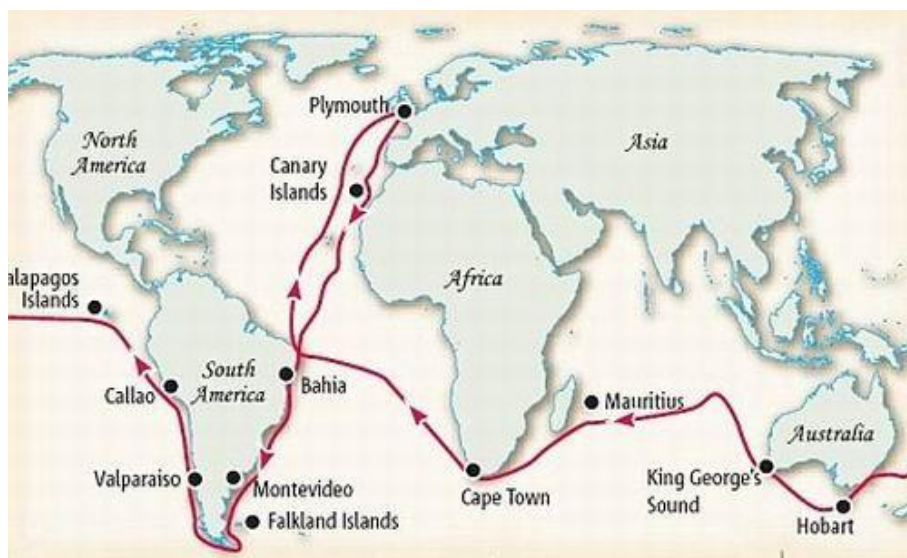 Plymouth
North
America
Asia
Canary
Islands
alapagos
Islands
Africa
South
America
Bahia
Callao
Mauritius
Australia
Valparaiso
Montevideo
Cape Town
King George's
Sound
Falkland Islands
Hobart